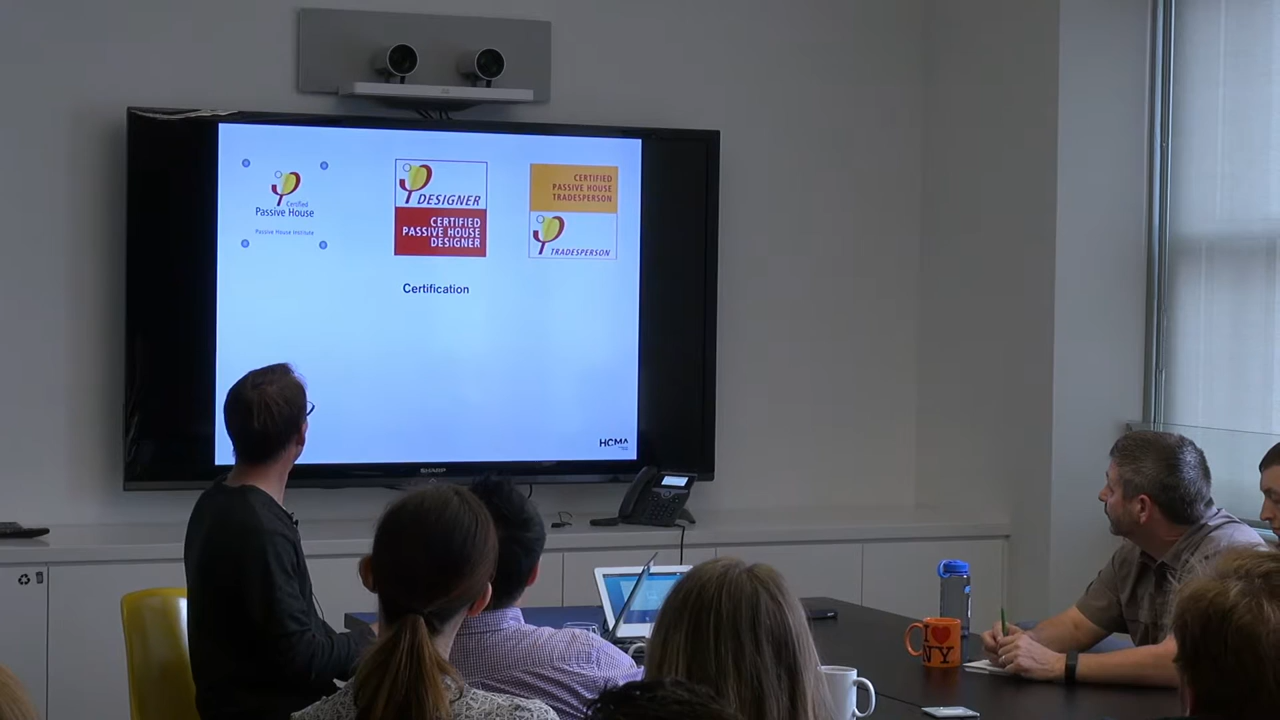 Certified
Passive House
Passive House Institute
DESIGNER
CERTIFIED
PASSIVE HOUSE
DESIGNER
CERTIFIED
PASSIVE HOUSE
TRADESPERSON
TRADESPERSON
Certification
HCMA
SHARP
I ♥
NY